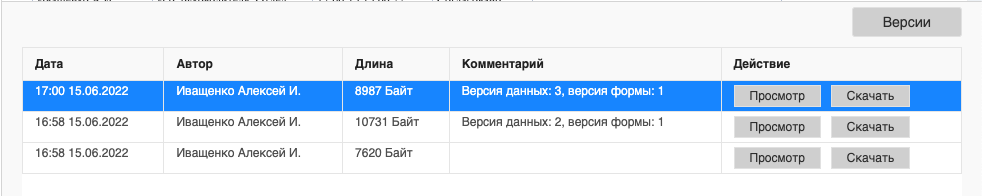 Версии
Дата Автор Длина Комментарий Действие
17:00 15.06.2022 Иващенко Алексей И. 8987 Байт Версия данных: 3, версия формы: 1 Просмотр Скачать
16:58 15.06.2022 Иващенко Алексей И. 10731 Байт Версия данных: 2, версия формы: 1 Просмотр Скачать
16:58 15.06.2022 Иващенко Алексей И. 7620 Байт Просмотр Скачать